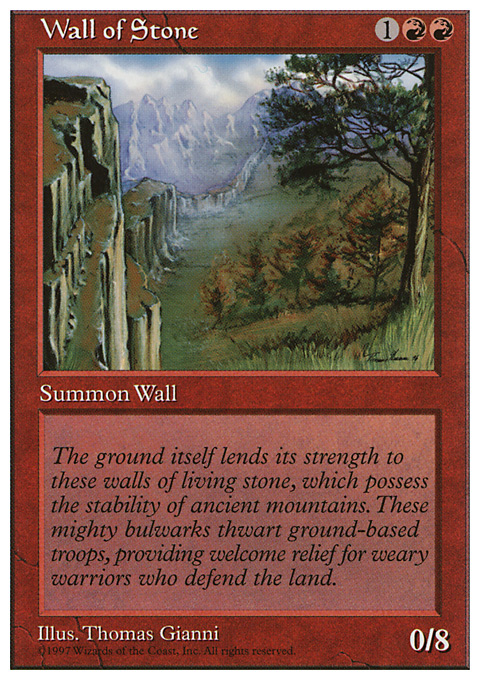 Wall of Stone 1
Summon Wall
The ground itself lends its strength to
these walls of living stone, which possess
the stability of ancient mountains. These
mighty bulwarks thwart ground-based
troops, providing welcome relief for weary
warriors who defend the land.
Illus. Thomas Gianni
©1997 Wizards of the Coast, Inc. All rights reserved.
0/8